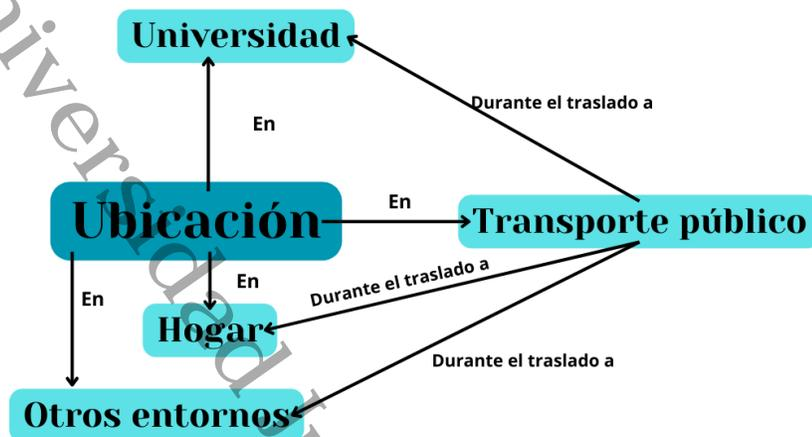 Universidad
Durante el traslado a
En
En
Ubicación
Transporte público
En
En
Durante el traslado a
Hogar
Durante el traslado a
Otros entornos